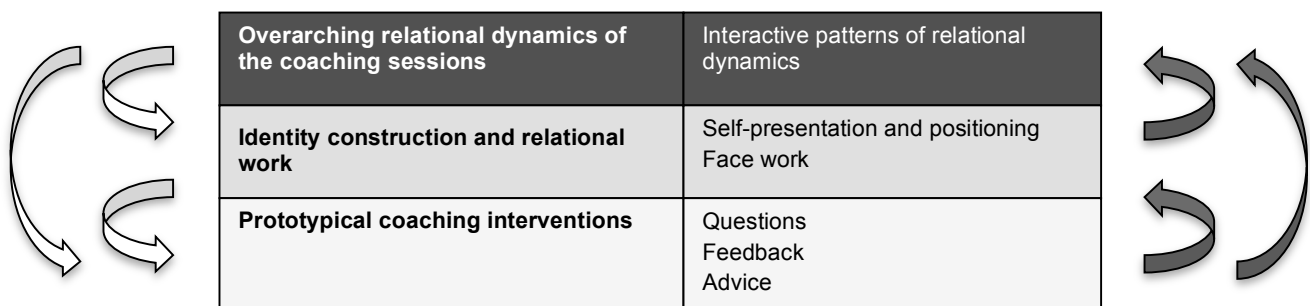 Overarching relational dynamics of
the coaching sessions
Interactive patterns of relational
dynamics
Identity construction and relational
work
Self-presentation and positioning
Face work
Prototypical coaching interventions
Questions
Feedback
Advice